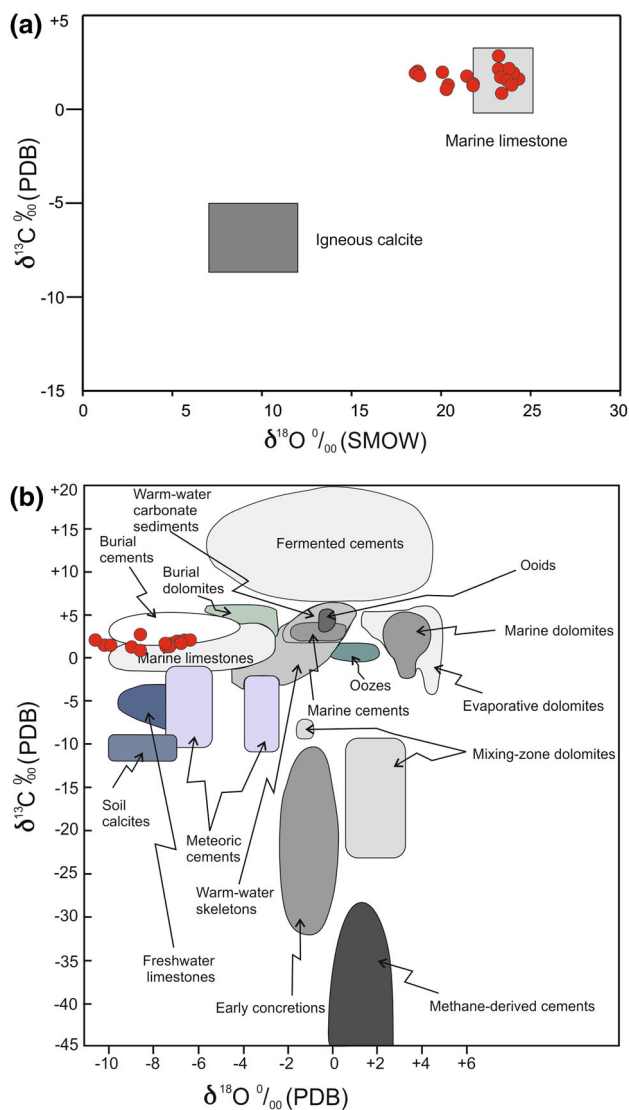 (a)
+5
0
-5
-10
-15
δ¹³C ‰ (PDB)
Marine limestone
Igneous calcite
0
5
10
15
20
25
30
δ¹⁸O ⁰/₀₀ (SMOW)
(b)
+20
+15
+10
+5
0
-5
-10
-15
-20
-25
-30
-35
-40
-45
δ¹³C ‰ (PDB)
Warm-water
carbonate
sediments
Fermented cements
Burial
cements
Burial
dolomites
Ooids
Marine limestones
Marine dolomites
Oozes
Evaporative dolomites
Marine cements
Mixing-zone dolomites
Soil
calcites
Meteoric
cements
Warm-water
skeletons
Freshwater
limestones
Early concretions
Methane-derived cements
-10
-8
-6
-4
-2
0
+2
+4
+6
δ¹⁸O ⁰/₀₀ (PDB)